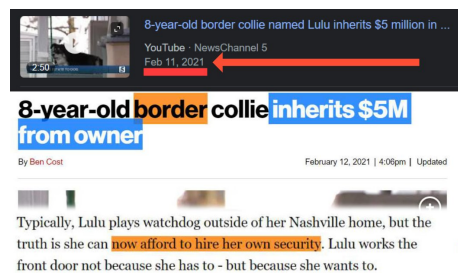 8-year-old border collie named Lulu inherits $5 million in ...
YouTube · NewsChannel 5
Feb 11, 2021
2:50
8-year-old border collie inherits $5M
from owner
By Ben Cost
February 12, 2021 | 4:06pm | Updated
Typically, Lulu plays watchdog outside of her Nashville home, but the
truth is she can now afford to hire her own security. Lulu works the
front door not because she has to - but because she wants to.